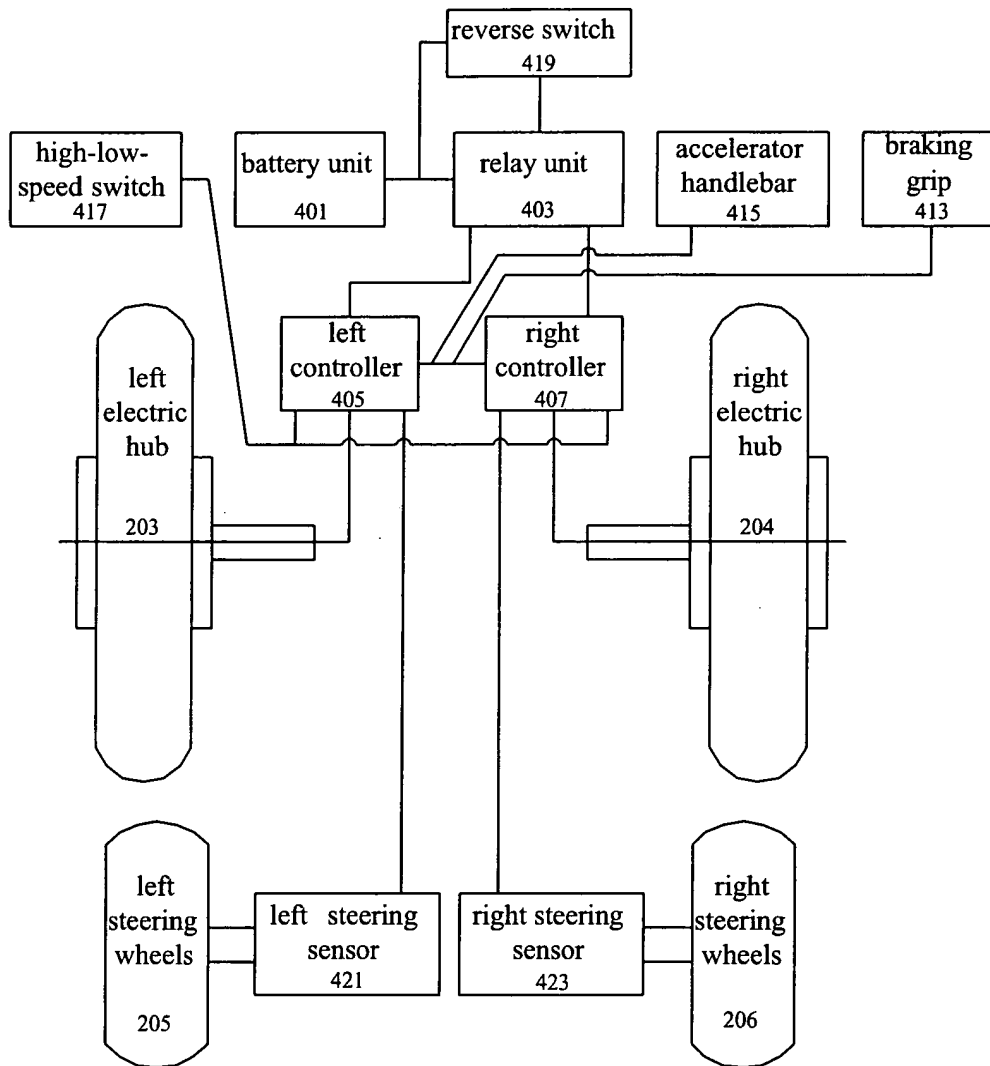 reverse switch
419
high-low-
speed switch
417
battery unit
401
relay unit
403
accelerator
handlebar
415
braking
grip
413
left
controller
405
right
controller
407
left
electric
hub
203
right
electric
hub
204
left
steering
wheels
205
left steering
sensor
421
right steering
sensor
423
right
steering
wheels
206